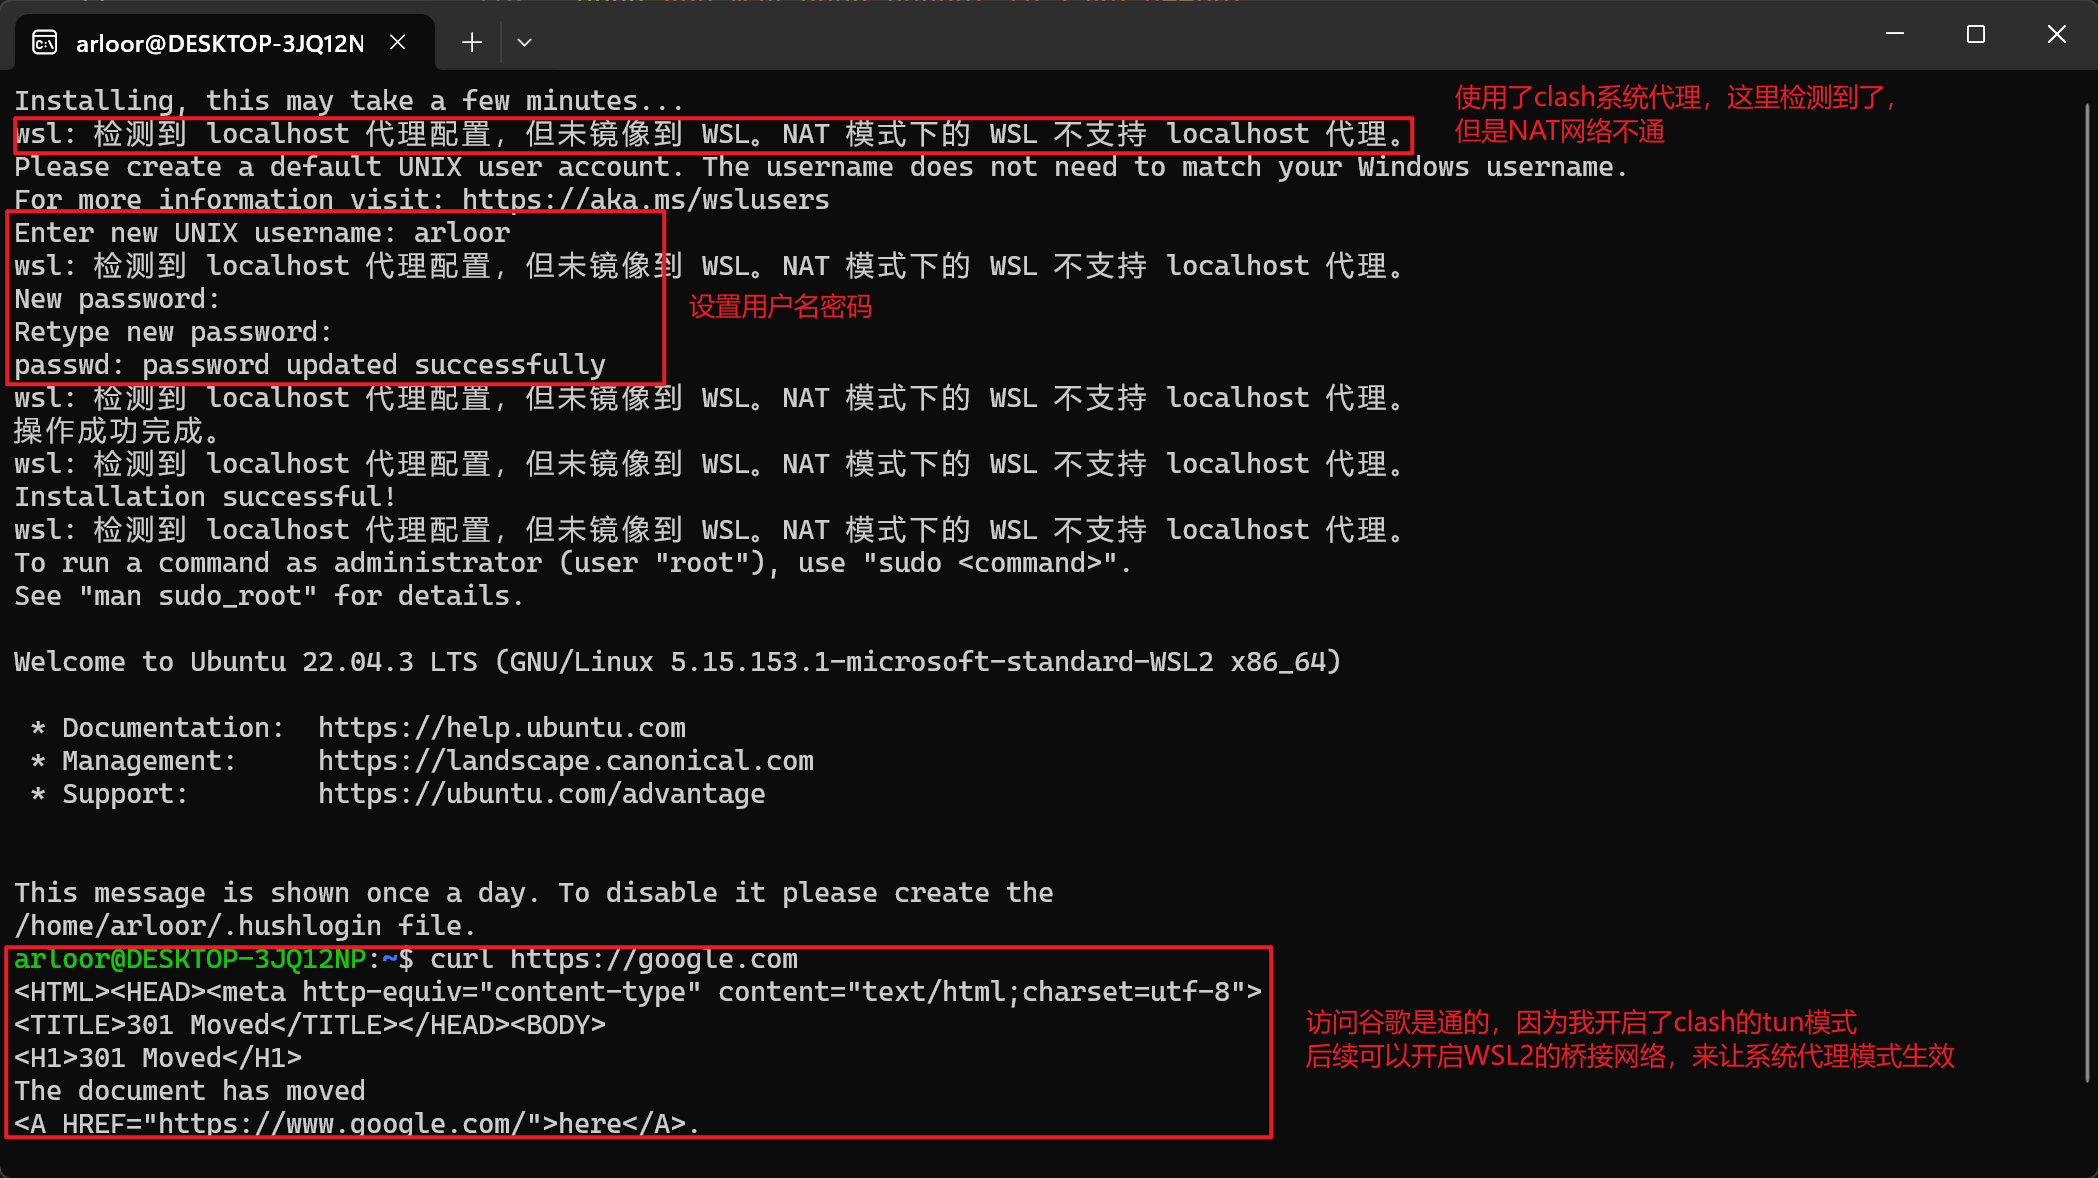 arloor@DESKTOP-3JQ12N
Installing, this may take a few minutes...
使用了clash系统代理，这里检测到了，
但是NAT网络不通
wsl: 检测到 localhost 代理配置，但未镜像到 WSL。NAT 模式下的 WSL 不支持 localhost 代理。
Please create a default UNIX user account. The username does not need to match your Windows username.
For more information visit: https://aka.ms/wslusers
Enter new UNIX username: arloor
wsl: 检测到 localhost 代理配置，但未镜像到 WSL。NAT 模式下的 WSL 不支持 localhost 代理。
New password:
设置用户名密码
Retype new password:
passwd: password updated successfully
wsl: 检测到 localhost 代理配置，但未镜像到 WSL。NAT 模式下的 WSL 不支持 localhost 代理。
操作成功完成。
wsl: 检测到 localhost 代理配置，但未镜像到 WSL。NAT 模式下的 WSL 不支持 localhost 代理。
Installation successful!
wsl: 检测到 localhost 代理配置，但未镜像到 WSL。NAT 模式下的 WSL 不支持 localhost 代理。
To run a command as administrator (user "root"), use "sudo <command>".
See "man sudo_root" for details.
Welcome to Ubuntu 22.04.3 LTS (GNU/Linux 5.15.153.1-microsoft-standard-WSL2 x86_64)
* Documentation:  https://help.ubuntu.com
* Management:     https://landscape.canonical.com
* Support:        https://ubuntu.com/advantage
This message is shown once a day. To disable it please create the
/home/arloor/.hushlogin file.
arloor@DESKTOP-3JQ12NP:~$ curl https://google.com
<HTML><HEAD><meta http-equiv="content-type" content="text/html;charset=utf-8">
<TITLE>301 Moved</TITLE></HEAD><BODY>
<H1>301 Moved</H1>
The document has moved
<A HREF="https://www.google.com/">here</A>.
访问谷歌是通的，因为我开启了clash的tun模式
后续可以开启WSL2的桥接网络，来让系统代理模式生效